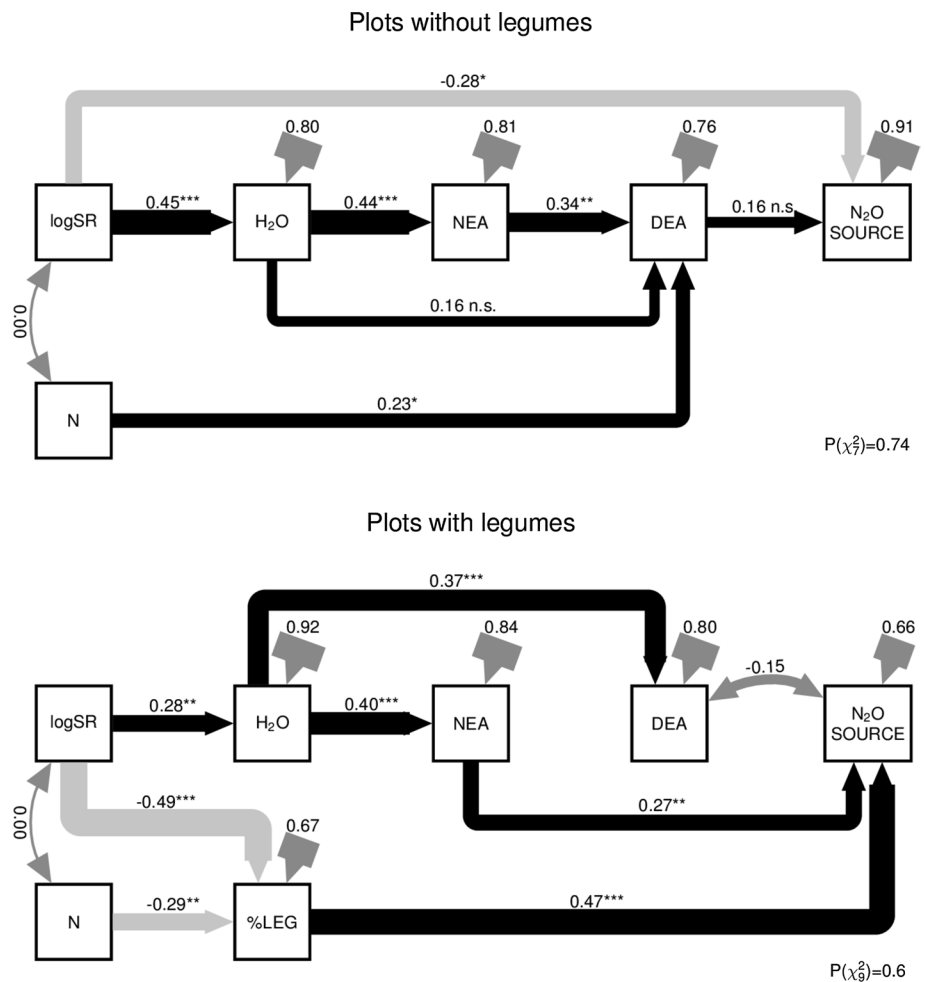 Plots without legumes
-0.28*
0.80
0.81
0.76
0.91
logSR
0.45***
H₂O
0.44***
NEA
0.34**
DEA
0.16 n.s
N₂O
SOURCE
0.00
0.16 n.s.
N
0.23*
P(χ²₇)=0.74
Plots with legumes
0.37***
0.92
0.84
0.80
0.66
logSR
0.28**
H₂O
0.40***
NEA
DEA
-0.15
N₂O
SOURCE
0.00
-0.49***
0.67
0.27**
N
-0.29**
%LEG
0.47***
P(χ²₉)=0.6